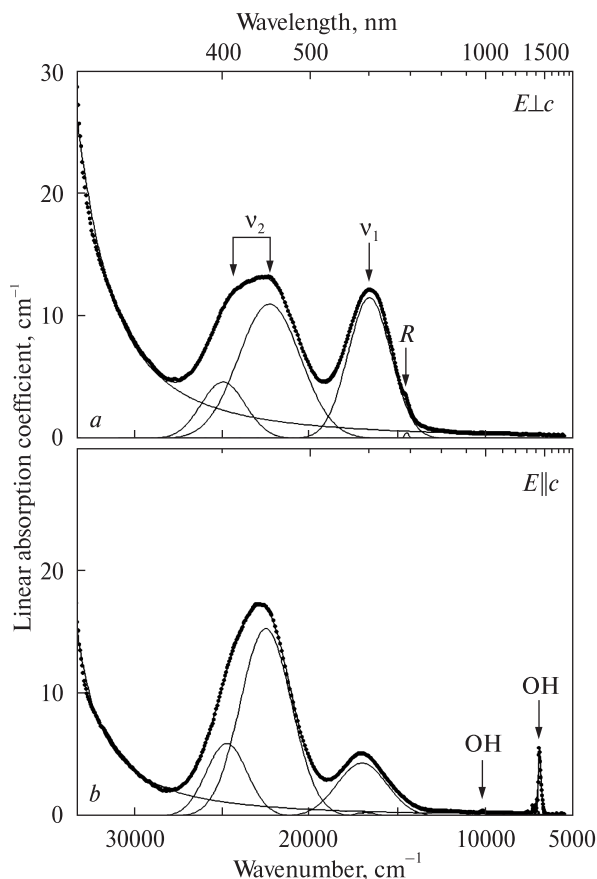 Wavelength, nm
400 500 1000 1500
30
E⊥c
20
ν₂
ν₁
10
R
a
0
Linear absorption coefficient, cm⁻¹
E∥c
20
OH
10
OH
b
0
30000 20000 10000 5000
Wavenumber, cm⁻¹